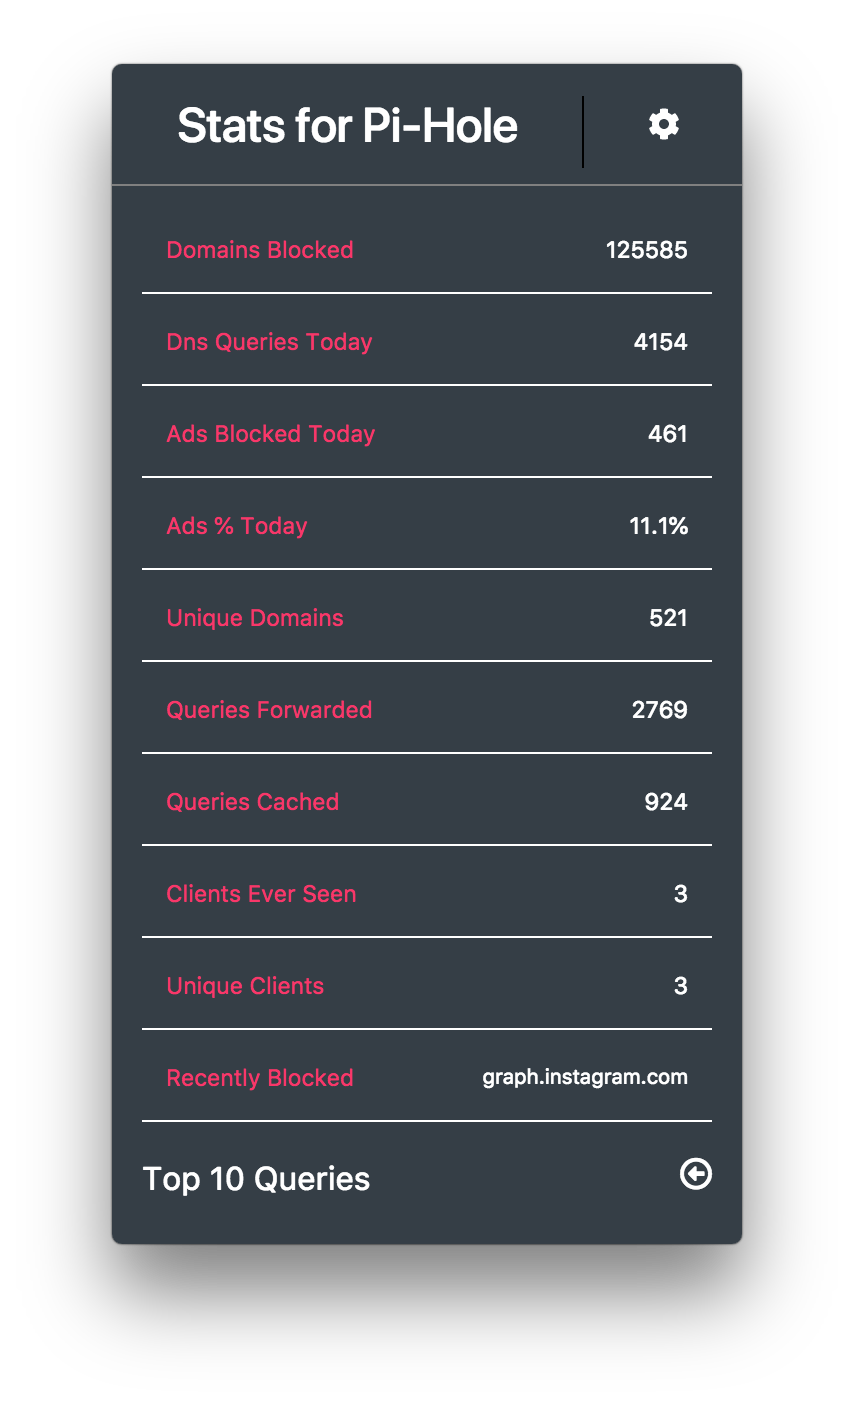 Stats for Pi-Hole
Domains Blocked 125585
Dns Queries Today 4154
Ads Blocked Today 461
Ads % Today 11.1%
Unique Domains 521
Queries Forwarded 2769
Queries Cached 924
Clients Ever Seen 3
Unique Clients 3
Recently Blocked graph.instagram.com
Top 10 Queries